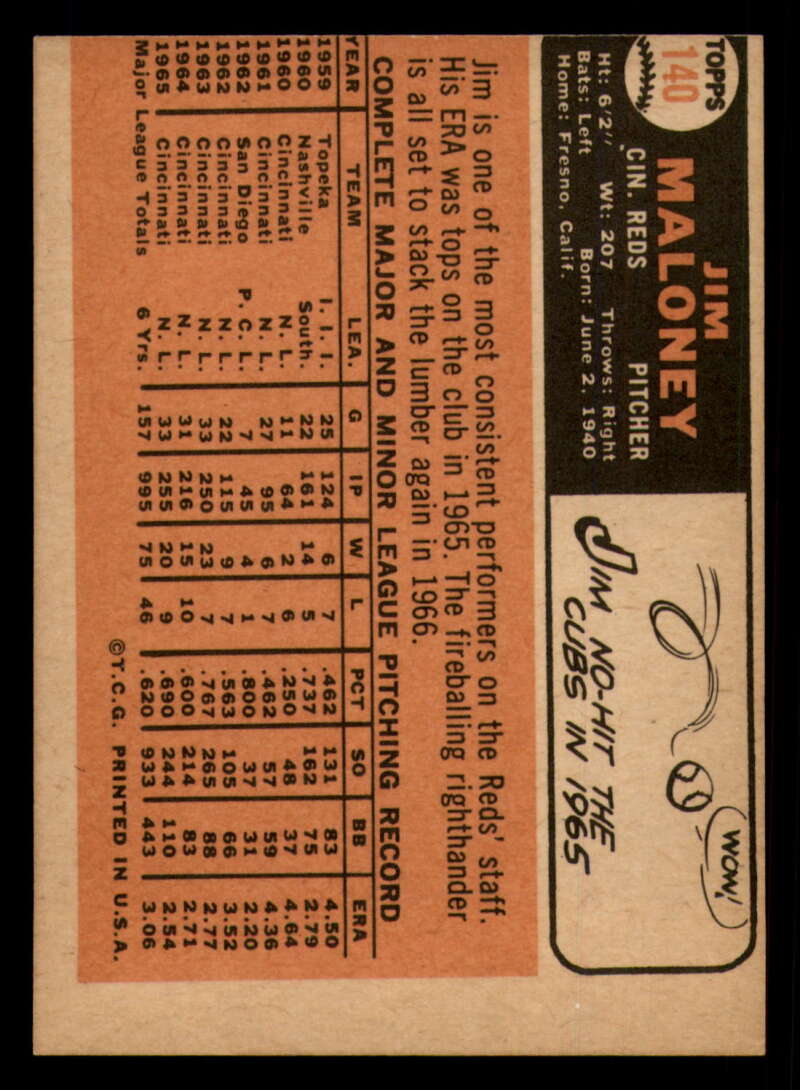 TOPPS
140
JIM
MALONEY
CIN. REDS PITCHER
Ht: 6'2" Wt: 207 Throws: Right
Bats: Left Born: June 2, 1940
Home: Fresno, Calif.
WOW!
JIM NO-HIT THE
CUBS IN 1965
Jim is one of the most consistent performers on the Reds' staff.
His ERA was tops on the club in 1965. The fireballing righthander
is all set to stack the lumber again in 1966.
COMPLETE MAJOR AND MINOR LEAGUE PITCHING RECORD
YEAR TEAM LEA. G IP W L PCT SO BB ERA
1959 Topeka I. I. I. 25 124 6 7 .462 131 83 4.50
1960 Nashville South. 22 161 14 5 .737 162 75 2.79
1960 Cincinnati N. L. 11 64 2 6 .250 48 37 4.64
1961 Cincinnati N. L. 27 95 6 7 .462 57 59 4.36
1962 San Diego P. C. L. 7 45 4 1 .800 37 31 2.20
1962 Cincinnati N. L. 22 115 9 7 .563 105 66 3.52
1963 Cincinnati N. L. 33 250 23 7 .767 265 88 2.77
1964 Cincinnati N. L. 31 216 15 10 .600 214 83 2.71
1965 Cincinnati N. L. 33 255 20 9 .690 244 110 2.54
Major League Totals 6 Yrs. 157 995 75 46 .620 933 443 3.06
©T.C.G. PRINTED IN U.S.A.